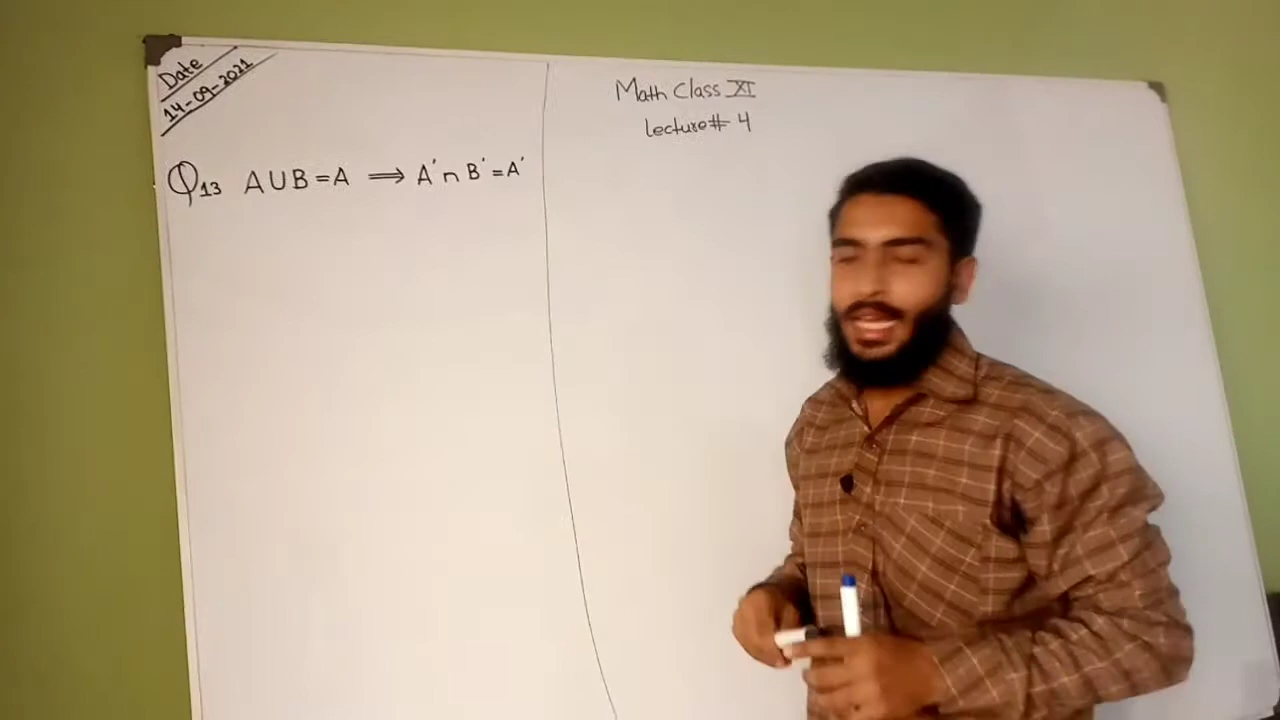 Date
14-09-2021
Math Class XI
Lecture# 4
Q13 A∪B=A ⟹ A'∩B'=A'